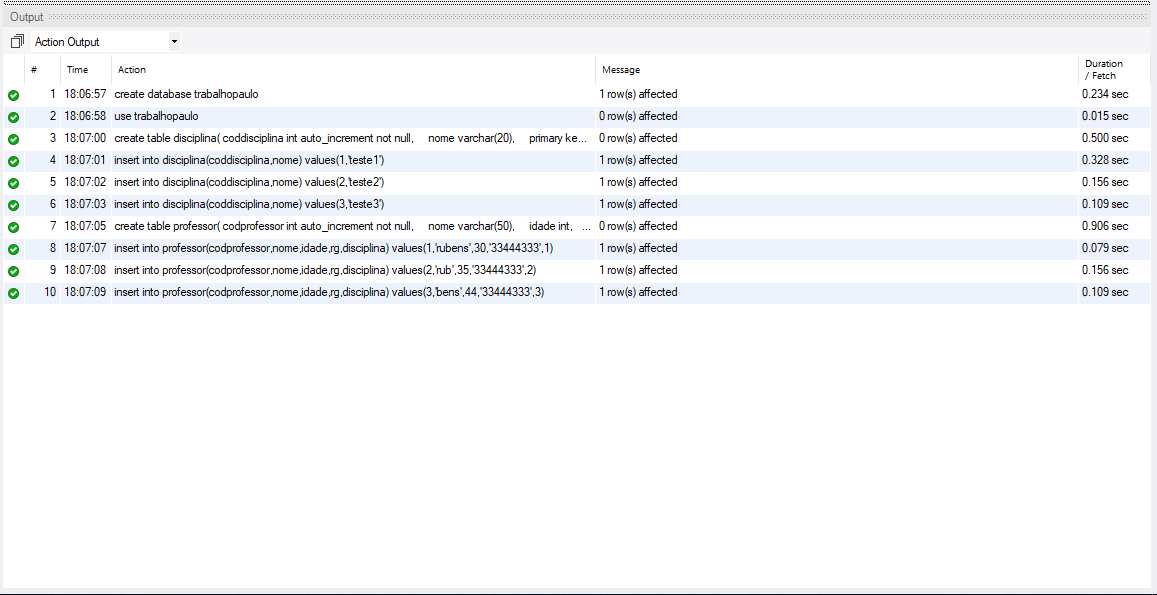 Output
Action Output
# Time Action Message Duration / Fetch
1 18:06:57 create database trabalhopaulo 1 row(s) affected 0.234 sec
2 18:06:58 use trabalhopaulo 0 row(s) affected 0.015 sec
3 18:07:00 create table disciplina( coddisciplina int auto_increment not null, nome varchar(20), primary ke... 0 row(s) affected 0.500 sec
4 18:07:01 insert into disciplina(coddisciplina,nome) values(1,'teste1') 1 row(s) affected 0.328 sec
5 18:07:02 insert into disciplina(coddisciplina,nome) values(2,'teste2') 1 row(s) affected 0.156 sec
6 18:07:03 insert into disciplina(coddisciplina,nome) values(3,'teste3') 1 row(s) affected 0.109 sec
7 18:07:05 create table professor( codprofessor int auto_increment not null, nome varchar(50), idade int, ... 0 row(s) affected 0.906 sec
8 18:07:07 insert into professor(codprofessor,nome,idade,rg,disciplina) values(1,'rubens',30,'33444333',1) 1 row(s) affected 0.079 sec
9 18:07:08 insert into professor(codprofessor,nome,idade,rg,disciplina) values(2,'rub',35,'33444333',2) 1 row(s) affected 0.156 sec
10 18:07:09 insert into professor(codprofessor,nome,idade,rg,disciplina) values(3,'bens',44,'33444333',3) 1 row(s) affected 0.109 sec